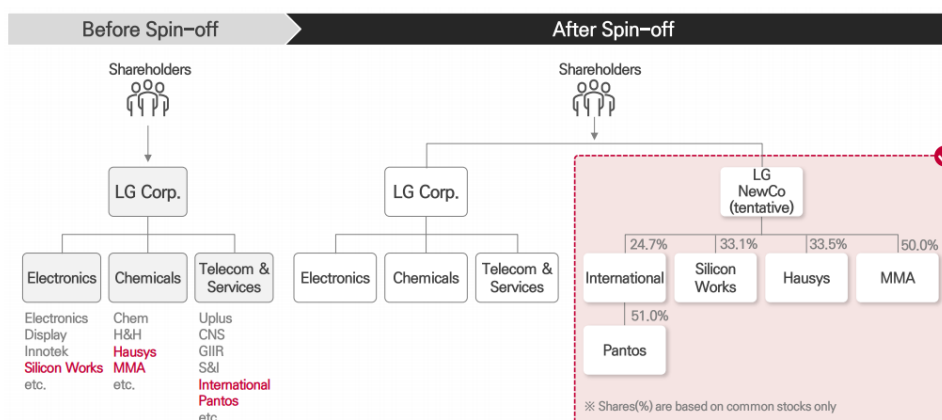 Before Spin-off
After Spin-off
Shareholders
LG Corp.
Electronics
Chemicals
Telecom &
Services
Electronics
Display
Innotek
Silicon Works
etc.
Chem
H&H
Hausys
MMA
etc.
Uplus
CNS
GIIR
S&I
International
Pantos
etc
Shareholders
LG Corp.
Electronics
Chemicals
Telecom &
Services
LG
NewCo
(tentative)
24.7%
33.1%
33.5%
50.0%
International
Silicon
Works
Hausys
MMA
51.0%
Pantos
※ Shares(%) are based on common stocks only